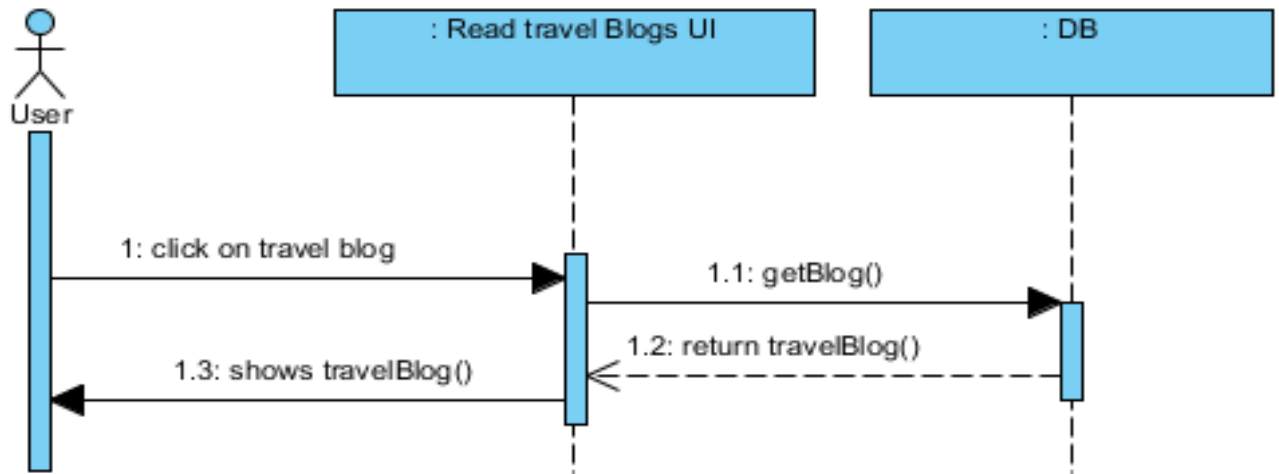 : Read travel Blogs UI
: DB
User
1: click on travel blog
1.1: getBlog()
1.2: return travelBlog()
1.3: shows travelBlog()